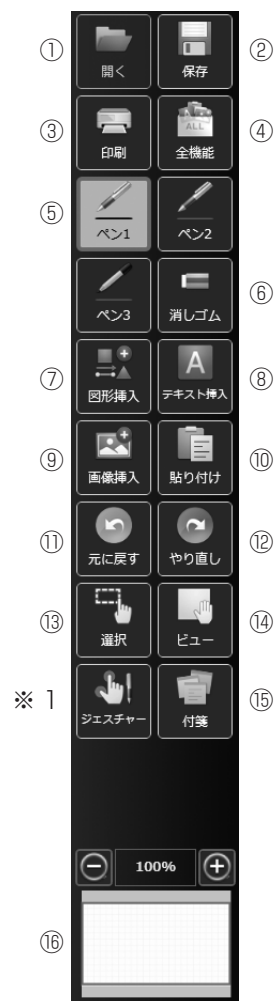 ① 開く 保存 ②
③ 印刷 ALL 全機能 ④
⑤ ペン1 ペン2
ペン3 消しゴム ⑥
⑦ 図形挿入 A テキスト挿入 ⑧
⑨ 画像挿入 貼り付け ⑩
⑪ 元に戻す やり直し ⑫
⑬ 選択 ビュー ⑭
※1 ジェスチャー 付箋 ⑮
100%
⑯